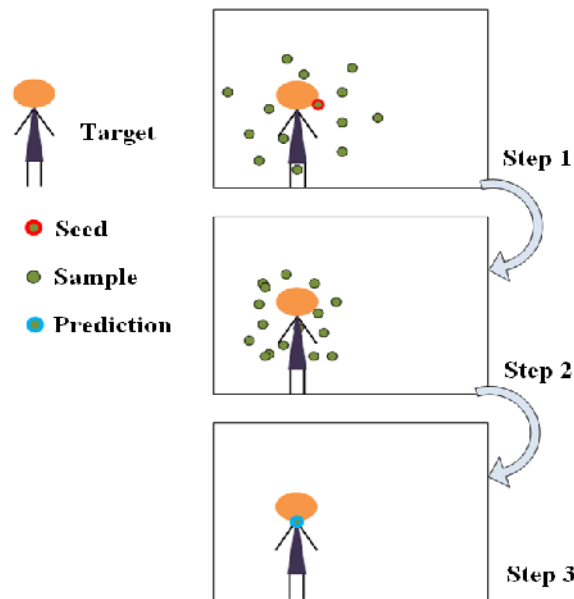 Target
Step 1
Seed
Sample
Prediction
Step 2
Step 3